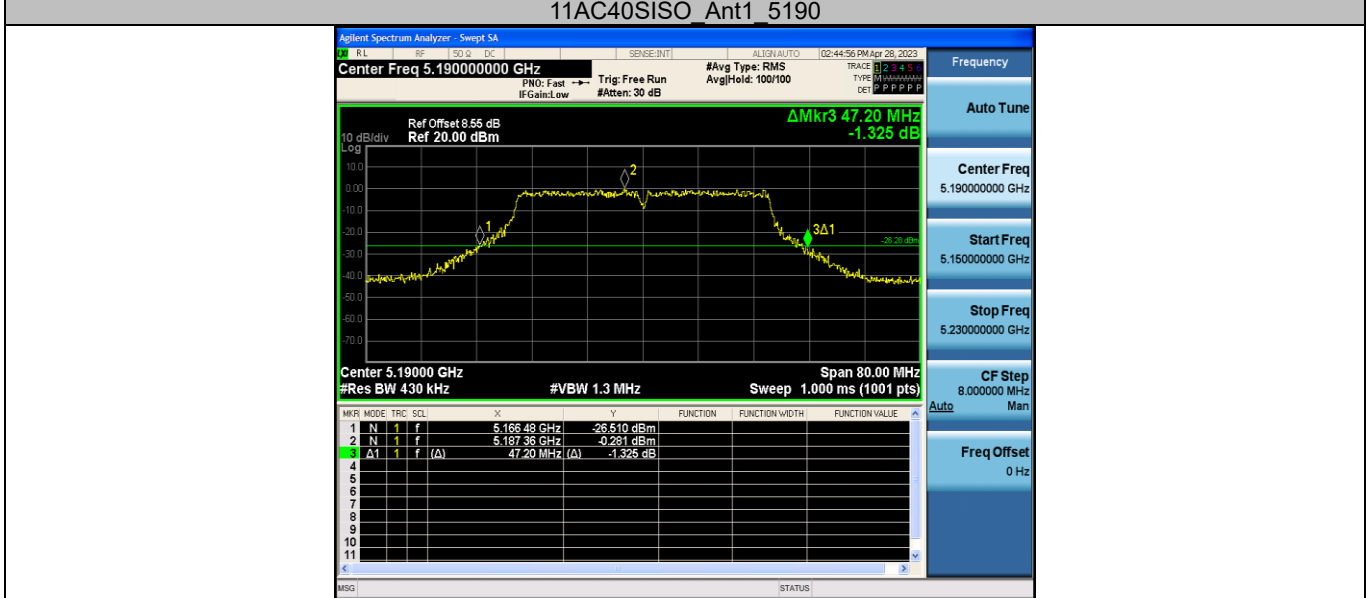 11AC40SISO_Ant1_5190
Agilent Spectrum Analyzer - Swept SA
RL RF 50 Ω DC SENSE:INT ALIGNAUTO 02:44:56 PM Apr 28, 2023
Center Freq 5.190000000 GHz
PNO: Fast
IFGain:Low
Trig: Free Run
#Atten: 30 dB
#Avg Type: RMS
Avg|Hold: 100/100
TRACE 1 2 3 4 5 6
TYPE M
DET P P P P P P
ΔMkr3 47.20 MHz
-1.325 dB
Ref Offset 8.55 dB
10 dB/div Ref 20.00 dBm
Log
10.0
0.00
-10.0
-20.0
-30.0
-40.0
-50.0
-60.0
-70.0
1
2
3Δ1
-26.28 dBm
Center 5.19000 GHz Span 80.00 MHz
#Res BW 430 kHz #VBW 1.3 MHz Sweep 1.000 ms (1001 pts)
MKR MODE TRC SCL X Y FUNCTION FUNCTION WIDTH FUNCTION VALUE
1 N 1 f 5.166 48 GHz -26.510 dBm
2 N 1 f 5.187 36 GHz -0.281 dBm
3 Δ1 1 f (Δ) 47.20 MHz (Δ) -1.325 dB
4
5
6
7
8
9
10
11
MSG STATUS
Frequency
Auto Tune
Center Freq
5.190000000 GHz
Start Freq
5.150000000 GHz
Stop Freq
5.230000000 GHz
CF Step
8.000000 MHz
Auto Man
Freq Offset
0 Hz